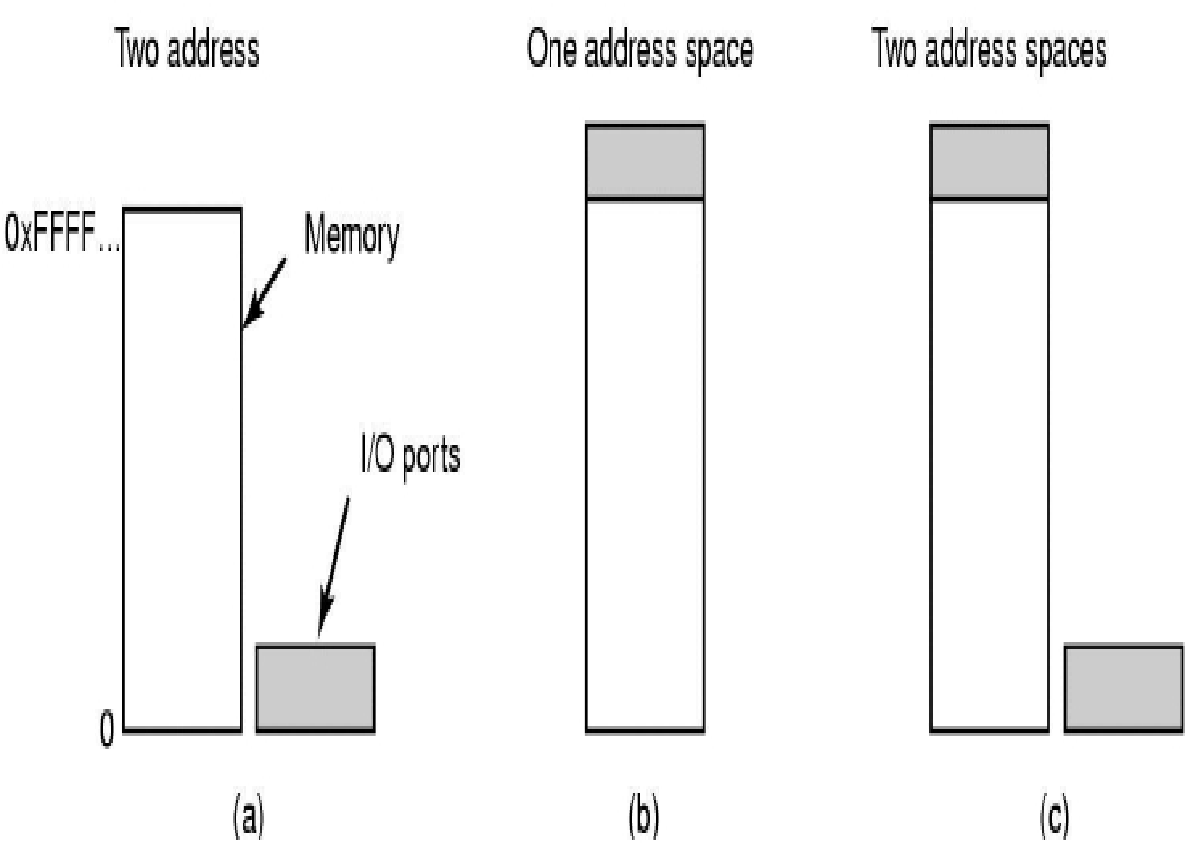 Two address
One address space
Two address spaces
0xFFFF...
Memory
I/O ports
0
(a)
(b)
(c)